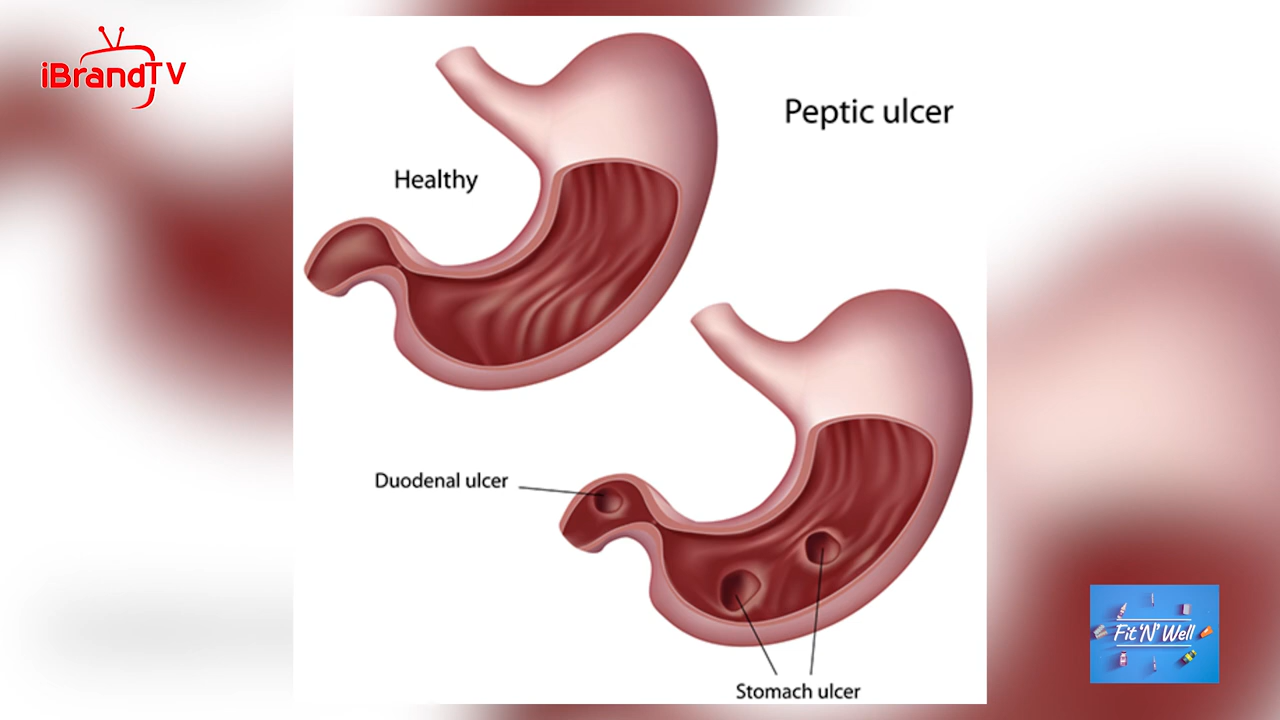 iBrandTV
Peptic ulcer
Healthy
Duodenal ulcer
Stomach ulcer
Fit 'N' Well